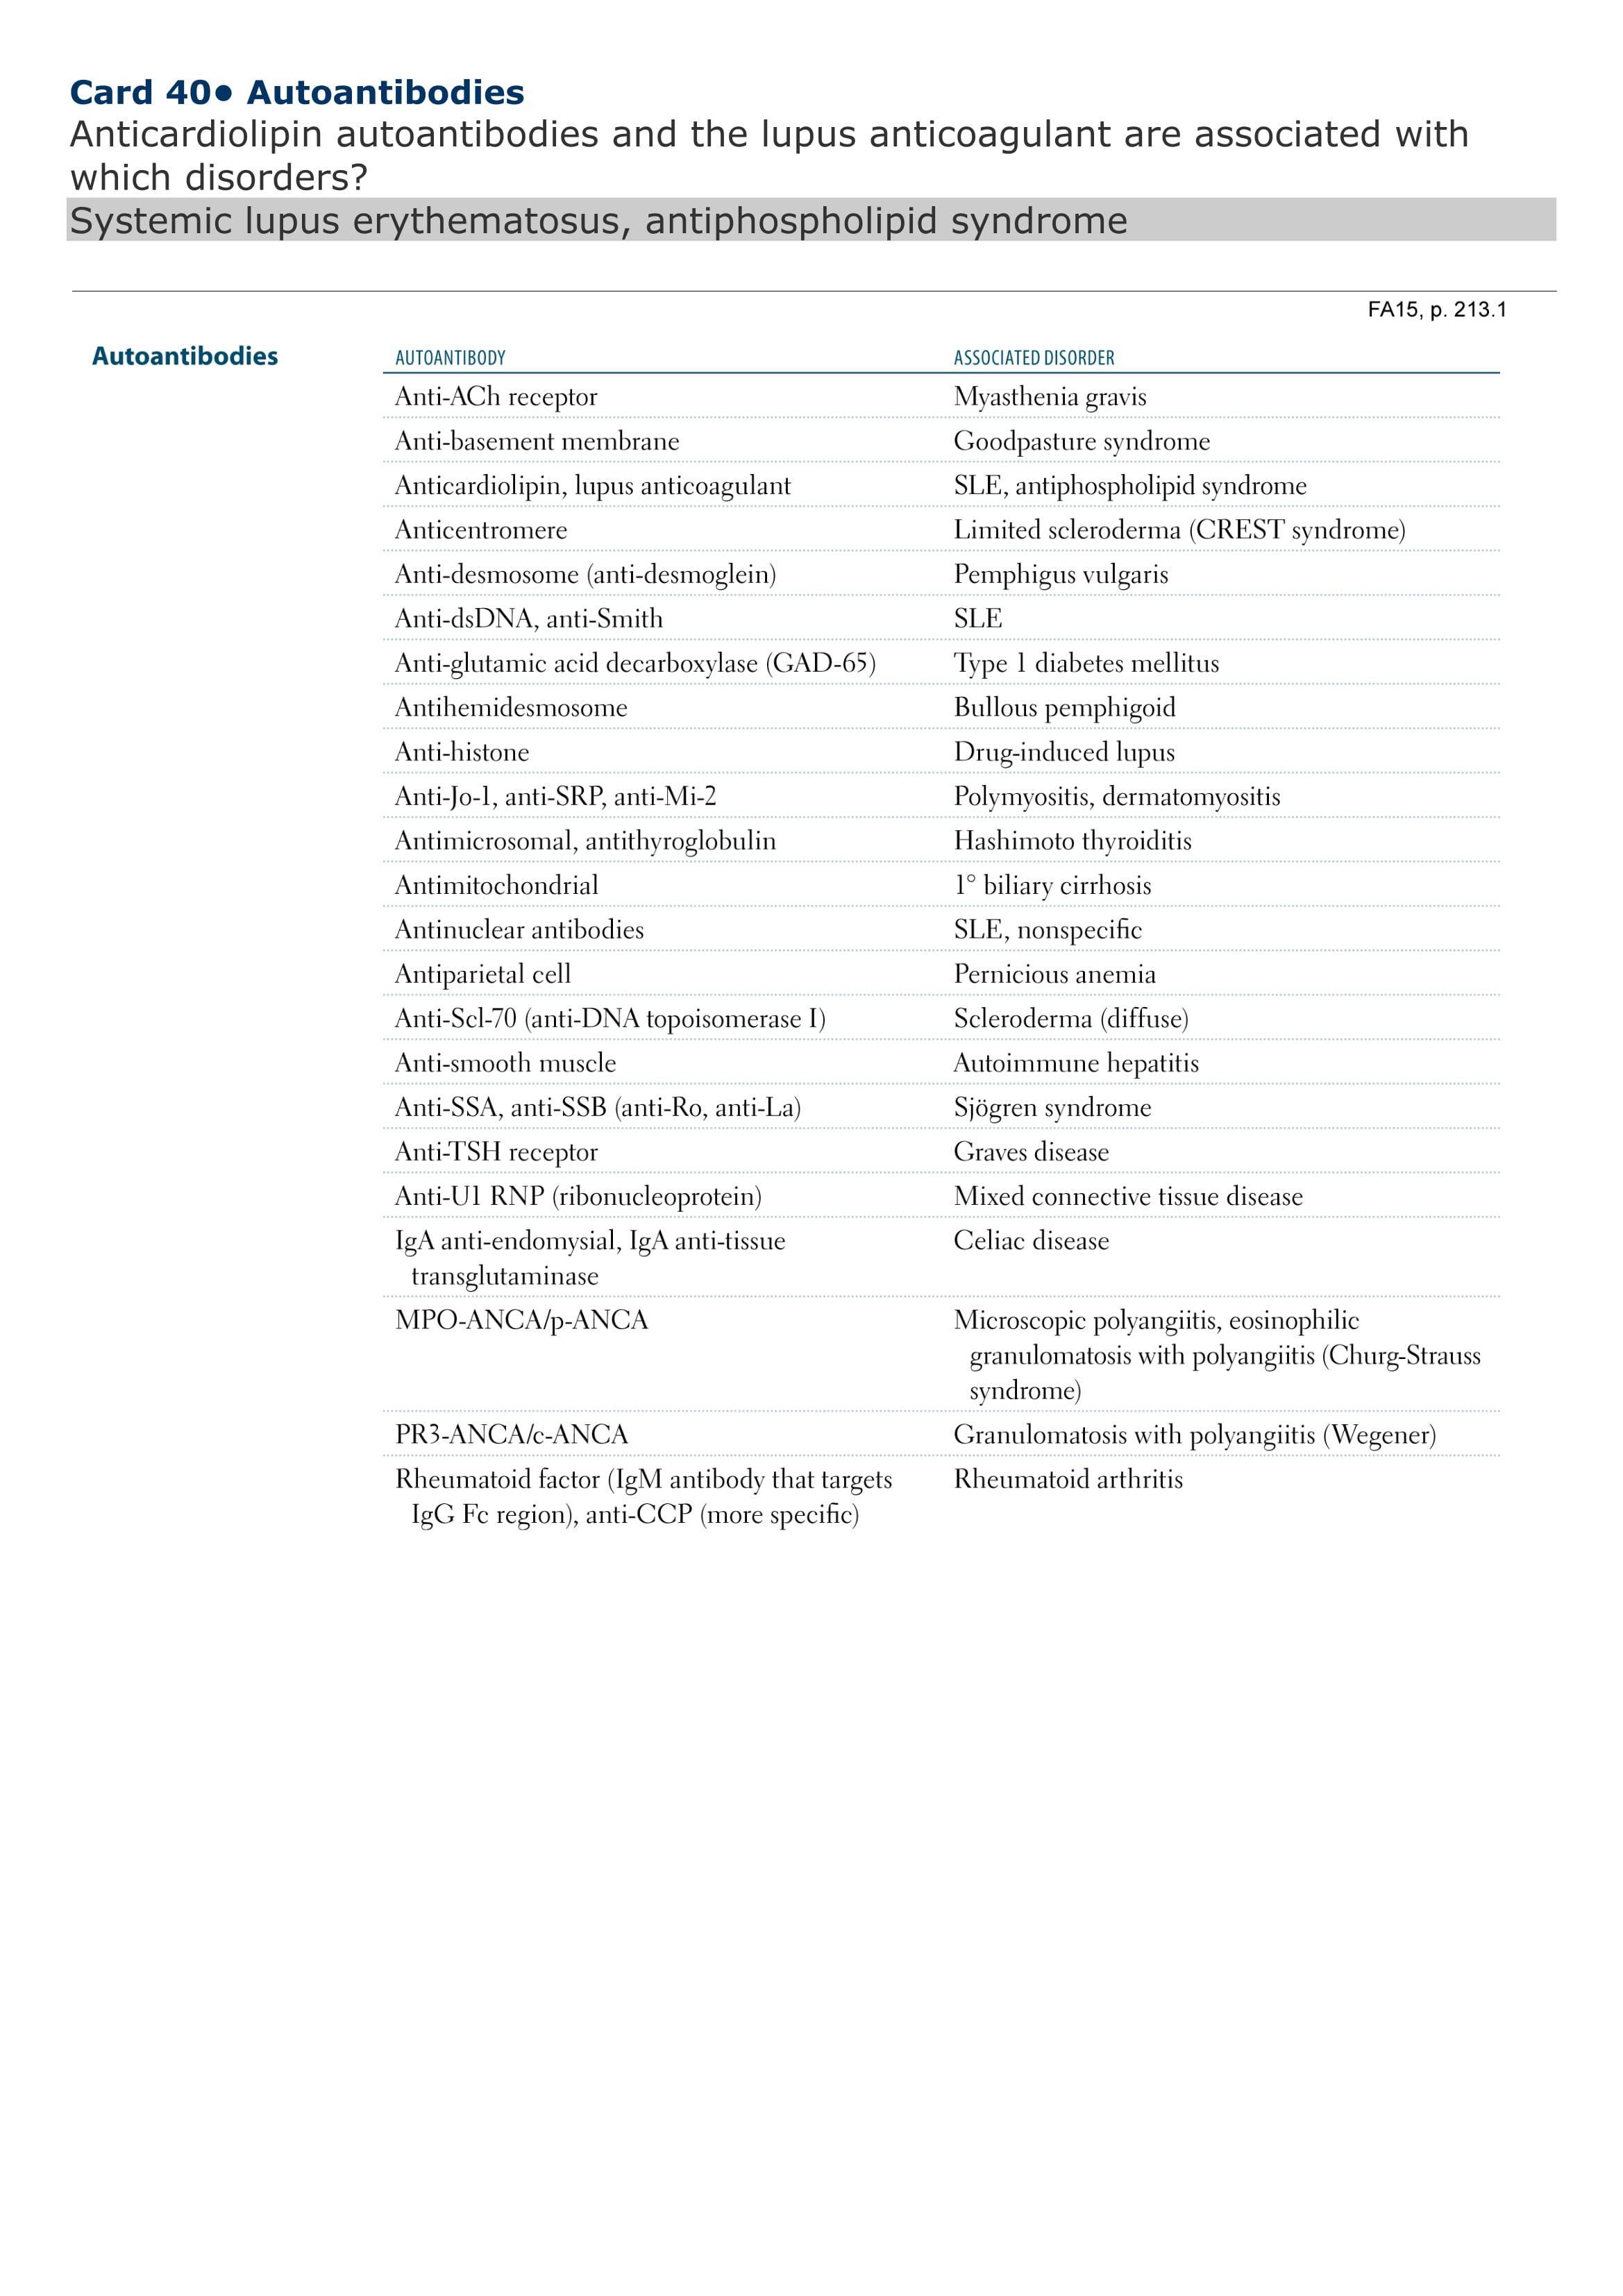 Card 40● Autoantibodies
Anticardiolipin autoantibodies and the lupus anticoagulant are associated with
which disorders?
Systemic lupus erythematosus, antiphospholipid syndrome
FA15, p. 213.1
Autoantibodies AUTOANTIBODY ASSOCIATED DISORDER
Anti-ACh receptor Myasthenia gravis
Anti-basement membrane Goodpasture syndrome
Anticardiolipin, lupus anticoagulant SLE, antiphospholipid syndrome
Anticentromere Limited scleroderma (CREST syndrome)
Anti-desmosome (anti-desmoglein) Pemphigus vulgaris
Anti-dsDNA, anti-Smith SLE
Anti-glutamic acid decarboxylase (GAD-65) Type 1 diabetes mellitus
Antihemidesmosome Bullous pemphigoid
Anti-histone Drug-induced lupus
Anti-Jo-1, anti-SRP, anti-Mi-2 Polymyositis, dermatomyositis
Antimicrosomal, antithyroglobulin Hashimoto thyroiditis
Antimitochondrial 1° biliary cirrhosis
Antinuclear antibodies SLE, nonspecific
Antiparietal cell Pernicious anemia
Anti-Scl-70 (anti-DNA topoisomerase I) Scleroderma (diffuse)
Anti-smooth muscle Autoimmune hepatitis
Anti-SSA, anti-SSB (anti-Ro, anti-La) Sjögren syndrome
Anti-TSH receptor Graves disease
Anti-U1 RNP (ribonucleoprotein) Mixed connective tissue disease
IgA anti-endomysial, IgA anti-tissue Celiac disease
transglutaminase
MPO-ANCA/p-ANCA Microscopic polyangiitis, eosinophilic
granulomatosis with polyangiitis (Churg-Strauss
syndrome)
PR3-ANCA/c-ANCA Granulomatosis with polyangiitis (Wegener)
Rheumatoid factor (IgM antibody that targets Rheumatoid arthritis
IgG Fc region), anti-CCP (more specific)